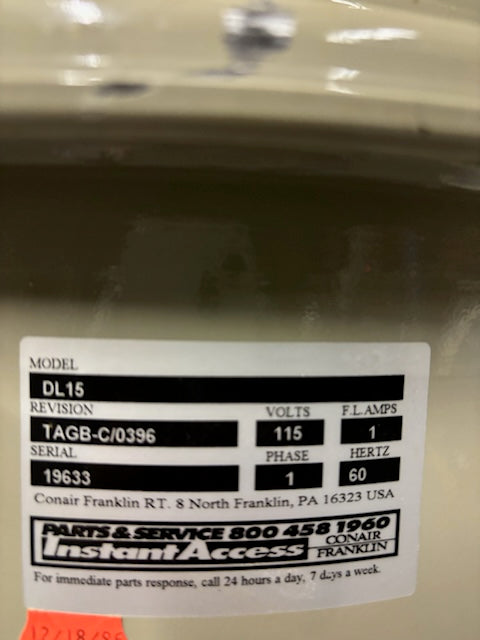 MODEL
DL15
REVISION VOLTS F.L.AMPS
TAGB-C/0396 115 1
SERIAL PHASE HERTZ
19633 1 60
Conair Franklin RT. 8 North Franklin, PA 16323 USA
PARTS & SERVICE 800 458 1960
Instant Access CONAIR
FRANKLIN
For immediate parts response, call 24 hours a day, 7 days a week.